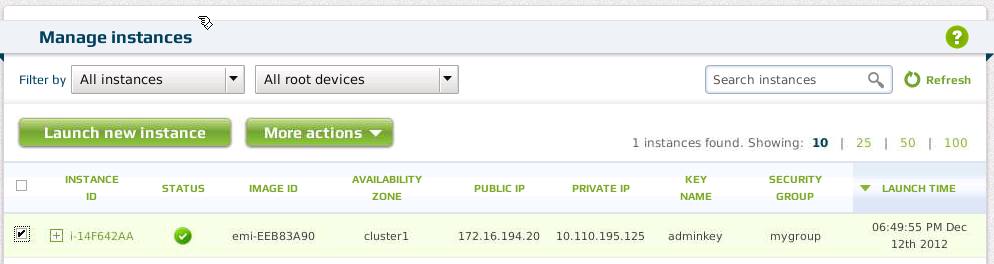 Manage instances
?
Filter by All instances All root devices Search instances Refresh
Launch new instance More actions
1 instances found. Showing: 10 | 25 | 50 | 100
INSTANCE ID STATUS IMAGE ID AVAILABILITY ZONE PUBLIC IP PRIVATE IP KEY NAME SECURITY GROUP LAUNCH TIME
i-14F642AA emi-EEB83A90 cluster1 172.16.194.20 10.110.195.125 adminkey mygroup 06:49:55 PM Dec 12th 2012